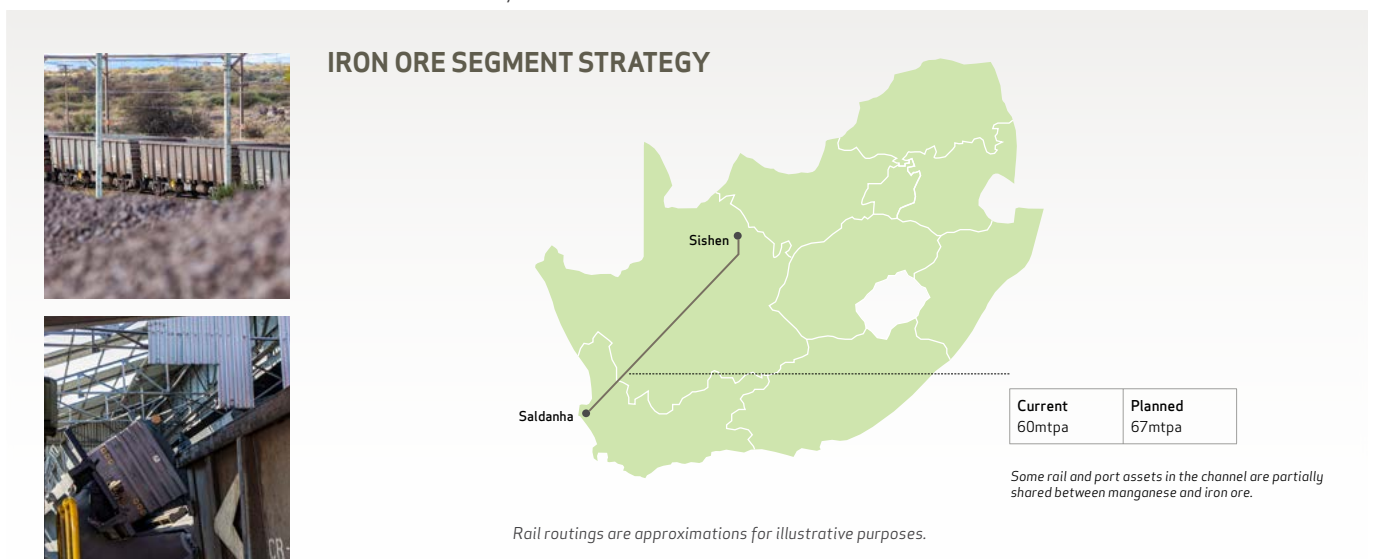 IRON ORE SEGMENT STRATEGY
Sishen
Saldanha
Current
60mtpa
Planned
67mtpa
Some rail and port assets in the channel are partially
shared between manganese and iron ore.
Rail routings are approximations for illustrative purposes.
CR-